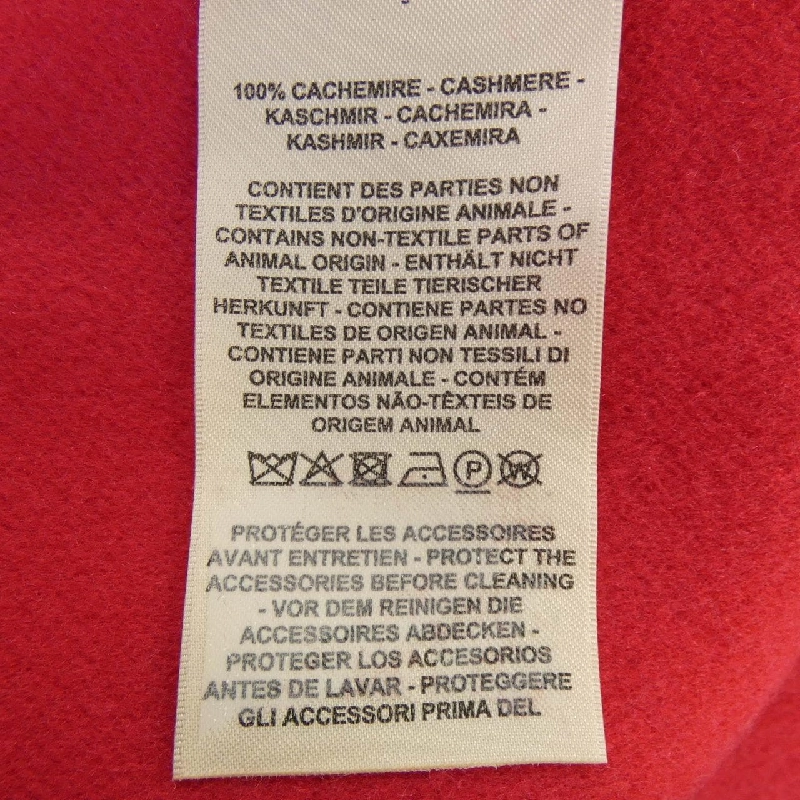 100% CACHEMIRE - CASHMERE -
KASCHMIR - CACHEMIRA -
KASHMIR - CAXEMIRA
CONTIENT DES PARTIES NON
TEXTILES D'ORIGINE ANIMALE -
CONTAINS NON-TEXTILE PARTS OF
ANIMAL ORIGIN - ENTHÄLT NICHT
TEXTILE TEILE TIERISCHER
HERKUNFT - CONTIENE PARTES NO
TEXTILES DE ORIGEN ANIMAL -
CONTIENE PARTI NON TESSILI DI
ORIGINE ANIMALE - CONTÉM
ELEMENTOS NÃO-TÊXTEIS DE
ORIGEM ANIMAL
P W
PROTÉGER LES ACCESSOIRES
AVANT ENTRETIEN - PROTECT THE
ACCESSORIES BEFORE CLEANING
- VOR DEM REINIGEN DIE
ACCESSOIRES ABDECKEN -
PROTEGER LOS ACCESORIOS
ANTES DE LAVAR - PROTEGGERE
GLI ACCESSORI PRIMA DEL